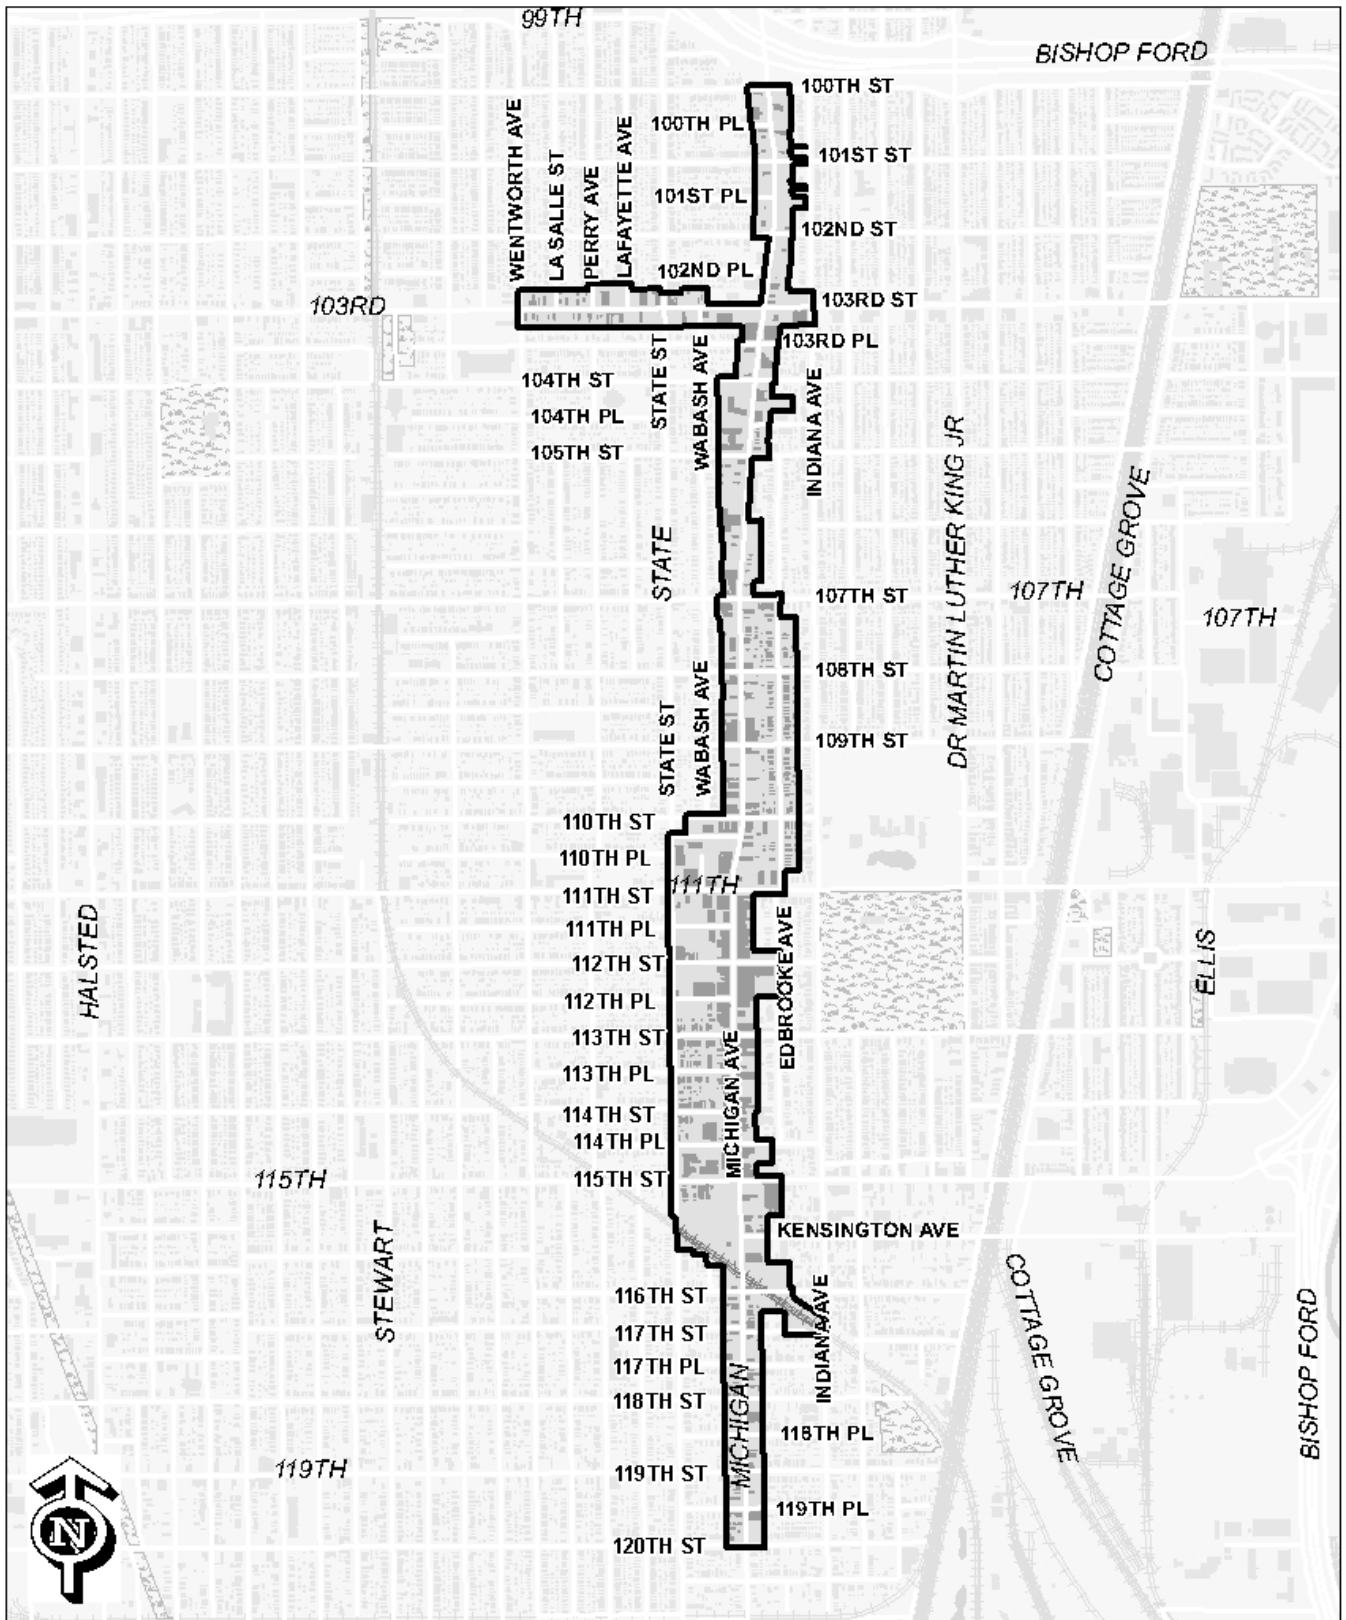 99TH
BISHOP FORD
100TH ST
100TH PL
101ST ST
101ST PL
102ND ST
WENTWORTH AVE
LA SALLE ST
PERRY AVE
LAFAYETTE AVE
102ND PL
103RD
103RD ST
103RD PL
104TH ST
104TH PL
105TH ST
STATE ST
WABASH AVE
INDIANA AVE
DR MARTIN LUTHER KING JR
COTTAGE GROVE
STATE
107TH ST
107TH
107TH
108TH ST
109TH ST
STATE ST
WABASH AVE
110TH ST
110TH PL
111TH
111TH ST
111TH PL
112TH ST
112TH PL
113TH ST
113TH PL
114TH ST
114TH PL
115TH ST
EDBROOKE AVE
MICHIGAN AVE
HALSTED
ELLIS
115TH
STEWART
KENSINGTON AVE
116TH ST
117TH ST
117TH PL
118TH ST
INDIANA AVE
COTTAGE GROVE
BISHOP FORD
MICHIGAN
118TH PL
119TH
119TH ST
119TH PL
120TH ST
N